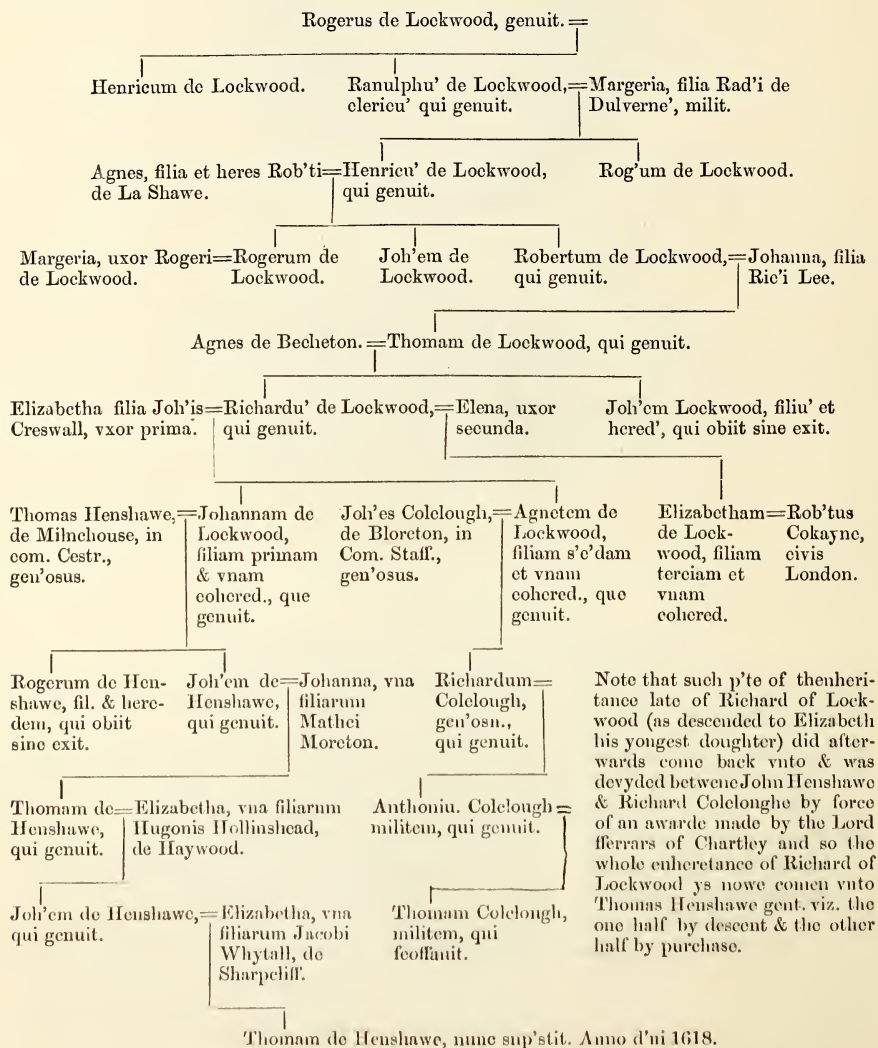 Rogerus de Lockwood, genuit.
Henricum de Lockwood.
Ranulphu' de Lockwood,
clericu' qui genuit.
Margeria, filia Rad'i de
Dulverne', milit.
Agnes, filia et heres Rob'ti
de La Shawe.
Henricu' de Lockwood,
qui genuit.
Rog'um de Lockwood.
Margeria, uxor Rogeri
de Lockwood.
Rogerum de
Lockwood.
Joh'em de
Lockwood.
Robertum de Lockwood,
qui genuit.
Johanna, filia
Ric'i Lee.
Agnes de Becheton.
Thomam de Lockwood, qui genuit.
Elizabetha filia Joh'is
Creswall, vxor prima.
Richardu' de Lockwood,
qui genuit.
Elena, uxor
secunda.
Joh'em Lockwood, filiu' et
hered', qui obiit sine exit.
Thomas Henshawe,
de Milnehouse, in
com. Cestr.,
gen'osus.
Johannam de
Lockwood,
filiam primam
& vnam
cohered., que
genuit.
Joh'es Colclough,
de Bloreton, in
Com. Staff.,
gen'osus.
Agnetem de
Lockwood,
filiam s'c'dam
et vnam
cohered., que
genuit.
Elizabetham
de Lock-
wood, filiam
terciam et
vnam
cohered.
Rob'tus
Cokayne,
civis
London.
Rogerum de Hen-
shawe, fil. & here-
dem, qui obiit
sine exit.
Joh'em de
Henshawe,
qui genuit.
Johanna, vna
filiarum
Mathei
Moreton.
Richardum
Colclough,
gen'osu.,
qui genuit.
Note that such p'te of thenheri-
tance late of Richard of Lock-
wood (as descended to Elizabeth
his yongest doughter) did after-
wards come back vnto & was
devyded betwene John Henshawe
& Richard Colcloughe by force
of an awarde made by the Lord
fferrars of Chartley and so the
whole enheretance of Richard of
Lockwood ys nowe comen vnto
Thomas Henshawe gent. viz. the
one half by descent & the other
half by purchase.
Thomam de
Henshawe,
qui genuit.
Elizabetha, vna filiarum
Hugonis Hollinshead,
de Haywood.
Anthoniu. Colclough
militem, qui genuit.
Joh'em de Henshawe,
qui genuit.
Elizabetha, vna
filiarum Jacobi
Whytall, de
Sharpcliff.
Thomam Colclough,
militem, qui
feoffauit.
Thomam de Henshawe, nunc sup'stit. Anno d'ni 1618.